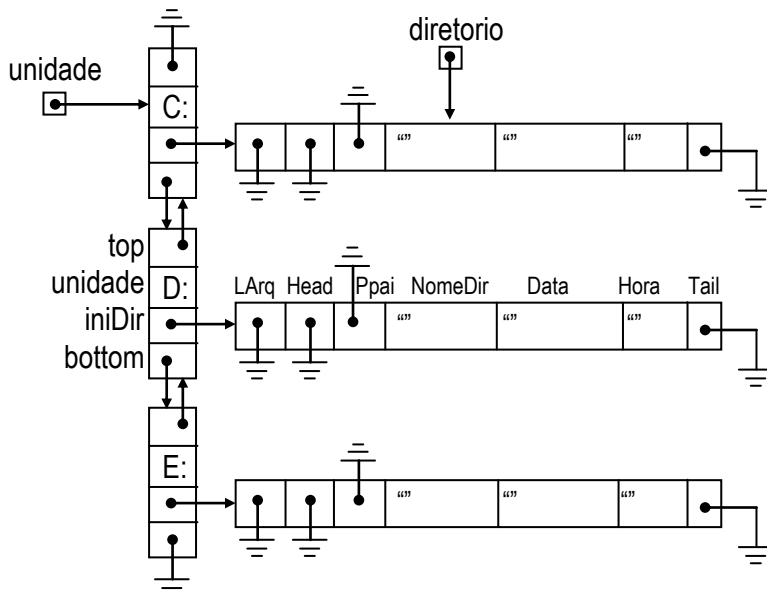 diretorio
unidade
C:
“” “” “”
top
unidade D: LArq Head Ppai NomeDir Data Hora Tail
iniDir “” “” “”
bottom
E:
“” “” “”